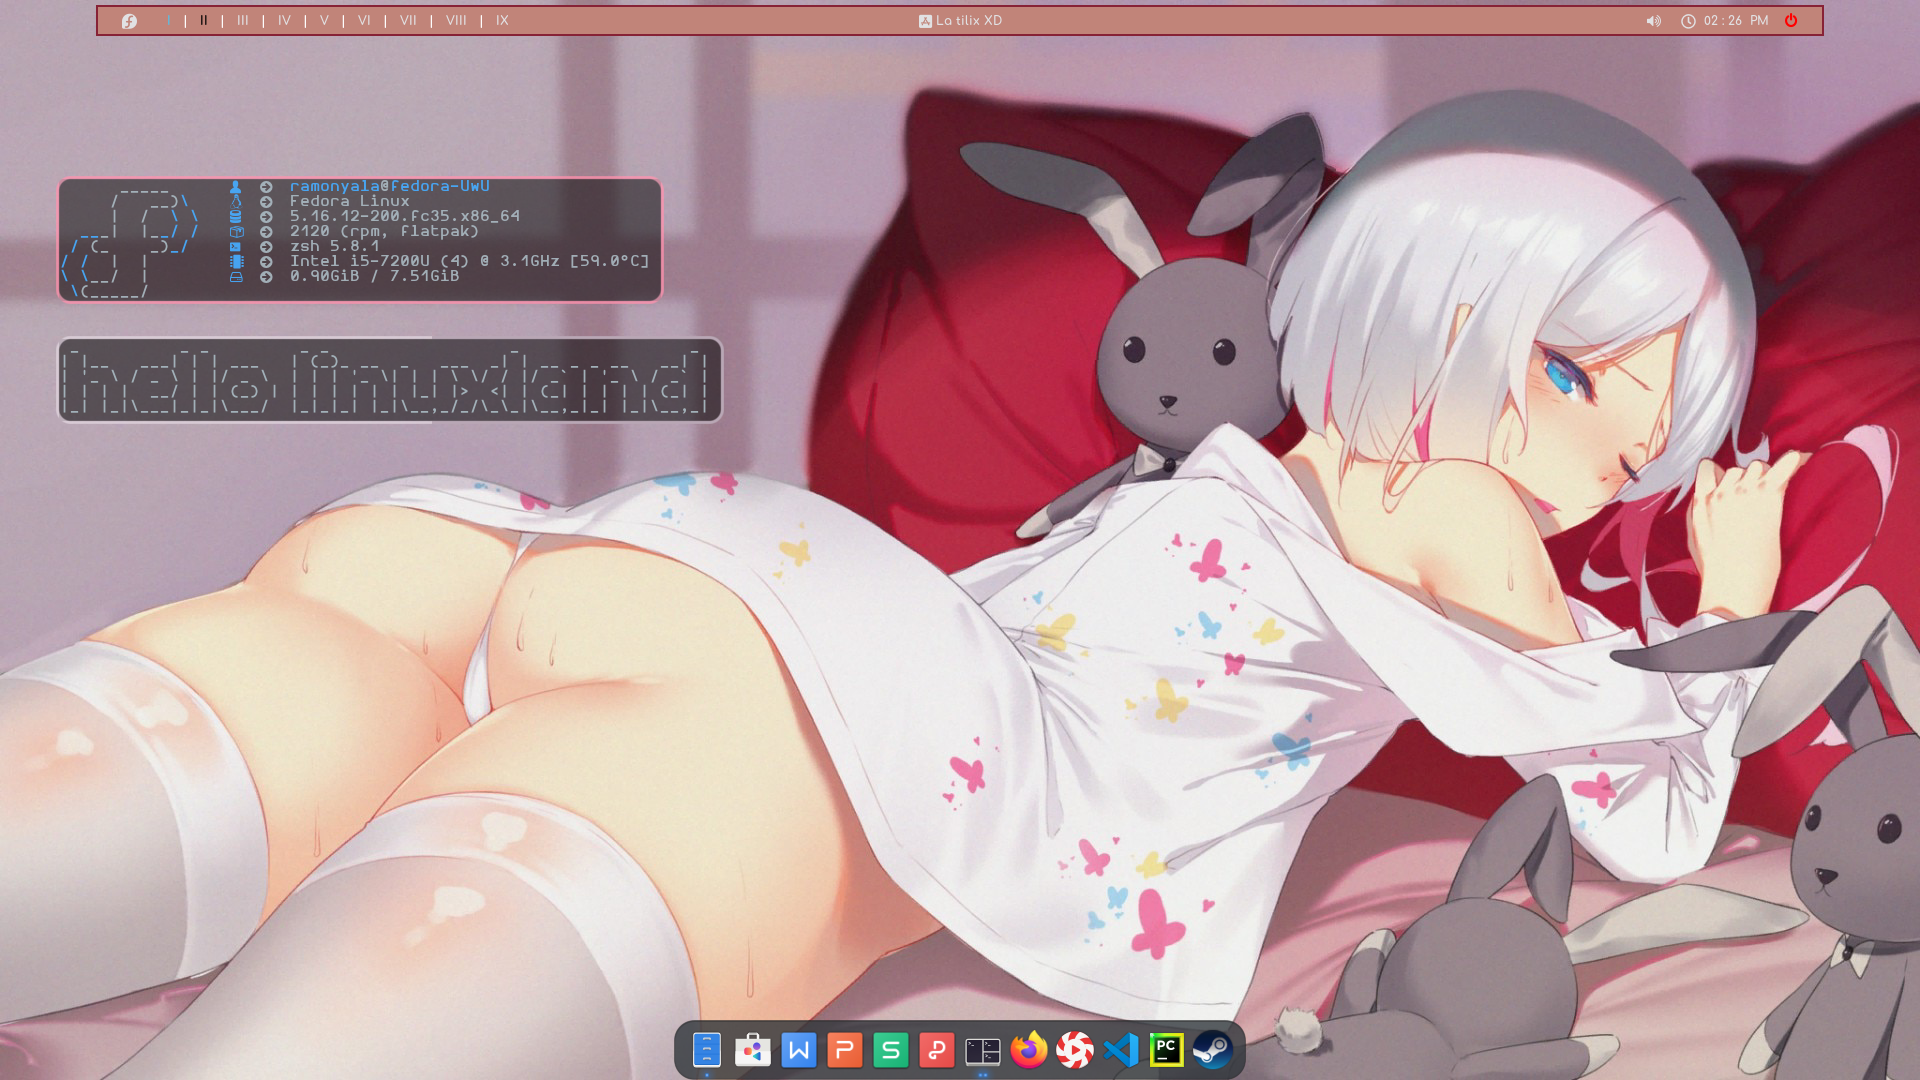 I | II | III | IV | V | VI | VII | VIII | IX
La tilix XD
02 : 26 PM
ramonyala@Fedora-UwU
Fedora Linux
5.16.12-200.fc35.x86_64
2120 (rpm, flatpak)
zsh 5.8.1
Intel i5-7200U (4) @ 3.1GHz [59.0°C]
0.90GiB / 7.51GiB
hello linuxland
W P S P PC